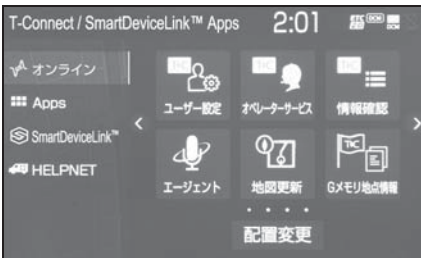 T-Connect / SmartDeviceLink™ Apps 2:01
オンライン
Apps
SmartDeviceLink™
HELPNET
ユーザー設定 オペレーターサービス 情報確認
エージェント 地図更新 Gメモリ地点情報
配置変更